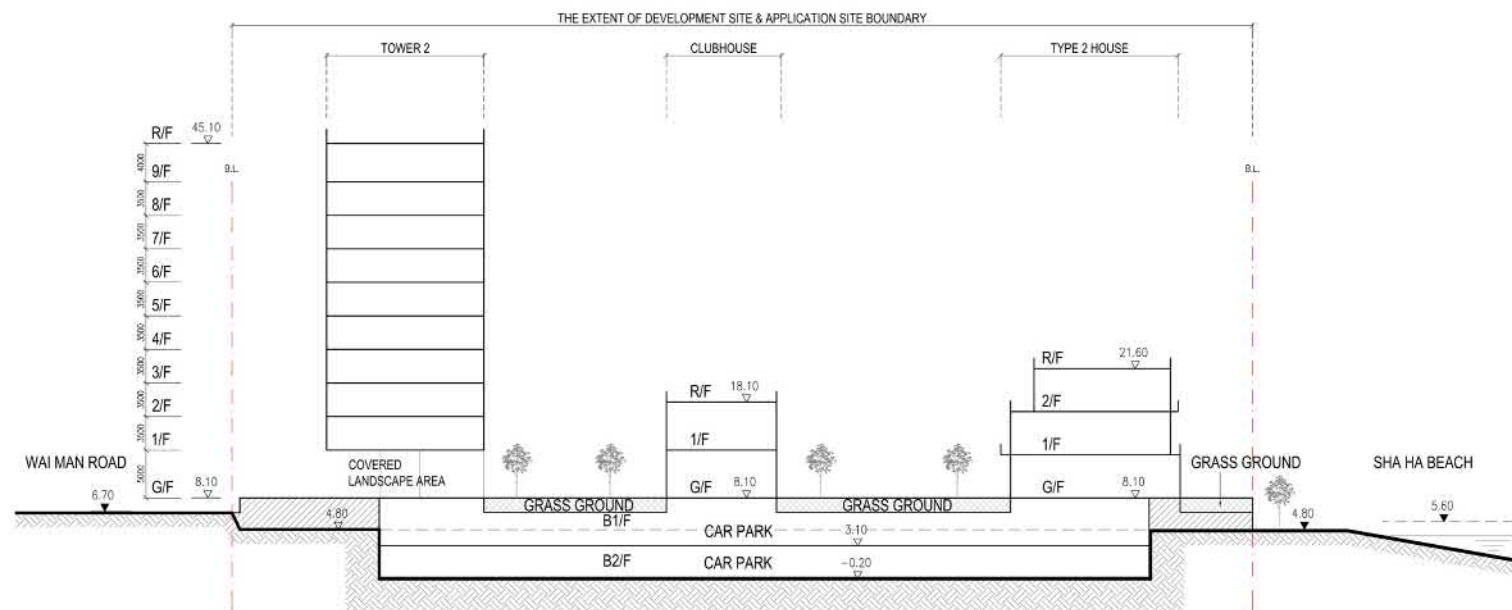 THE EXTENT OF DEVELOPMENT SITE & APPLICATION SITE BOUNDARY
TOWER 2
CLUBHOUSE
TYPE 2 HOUSE
R/F
45.10
4000
9/F
B.L.
B.L.
3500
8/F
3500
7/F
3500
6/F
3500
5/F
3500
4/F
3500
3/F
3500
2/F
3500
1/F
5000
G/F
8.10
WAI MAN ROAD
6.70
COVERED
LANDSCAPE AREA
4.80
R/F
18.10
1/F
G/F
8.10
R/F
21.60
2/F
1/F
G/F
8.10
GRASS GROUND
GRASS GROUND
GRASS GROUND
SHA HA BEACH
4.80
5.60
B1/F
CAR PARK
3.10
B2/F
CAR PARK
-0.20